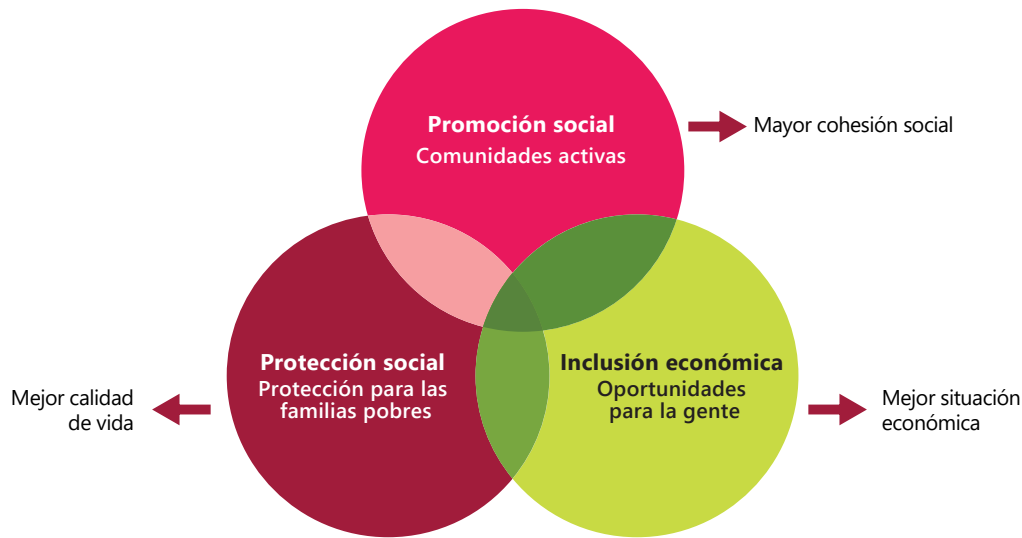 Promoción social
Comunidades activas
Mayor cohesión social
Protección social
Protección para las
familias pobres
Mejor calidad
de vida
Inclusión económica
Oportunidades
para la gente
Mejor situación
económica